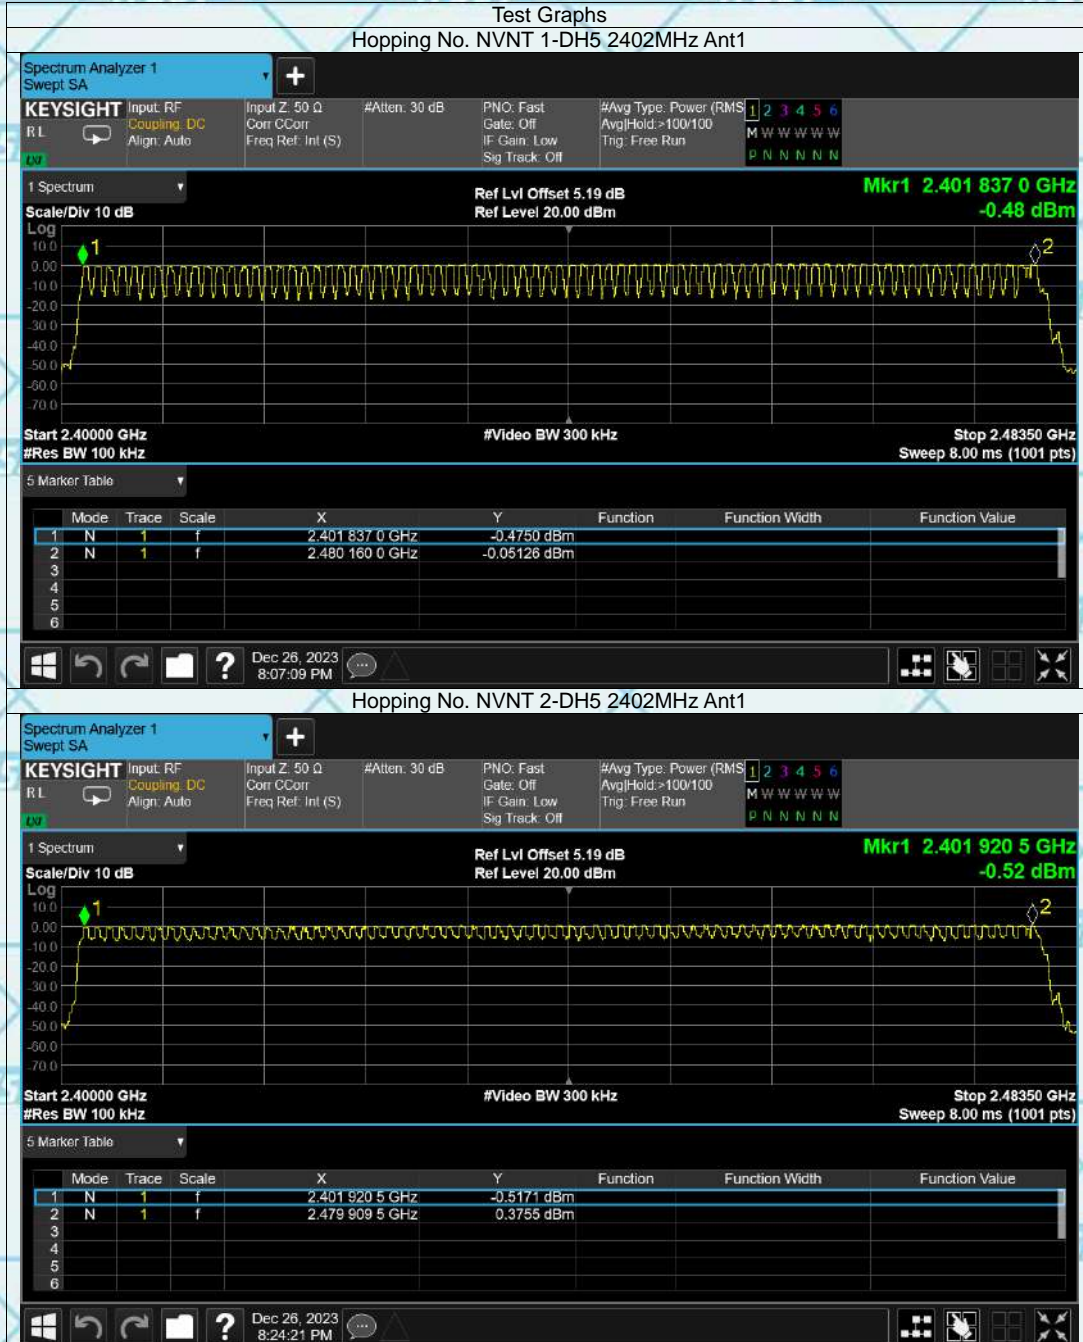 Test Graphs
Hopping No. NVNT 1-DH5 2402MHz Ant1
Spectrum Analyzer 1
Swept SA
+
KEYSIGHT Input: RF Input Z: 50 Ω #Atten: 30 dB PNO: Fast #Avg Type: Power (RMS 1 2 3 4 5 6
RL Coupling: DC Corr CCorr Gate: Off Avg|Hold:>100/100 M W W W W W
Align: Auto Freq Ref: Int (S) IF Gain: Low Trig: Free Run
LXI Sig Track: Off P N N N N N
1 Spectrum Ref Lvl Offset 5.19 dB Mkr1 2.401 837 0 GHz
Scale/Div 10 dB Ref Level 20.00 dBm -0.48 dBm
Log
10.0 1 2
0.00
-10.0
-20.0
-30.0
-40.0
-50.0
-60.0
-70.0
Start 2.40000 GHz #Video BW 300 kHz Stop 2.48350 GHz
#Res BW 100 kHz Sweep 8.00 ms (1001 pts)
5 Marker Table
Mode Trace Scale X Y Function Function Width Function Value
1 N 1 f 2.401 837 0 GHz -0.4750 dBm
2 N 1 f 2.480 160 0 GHz -0.05126 dBm
3
4
5
6
? Dec 26, 2023
8:07:09 PM
Hopping No. NVNT 2-DH5 2402MHz Ant1
Spectrum Analyzer 1
Swept SA
+
KEYSIGHT Input: RF Input Z: 50 Ω #Atten: 30 dB PNO: Fast #Avg Type: Power (RMS 1 2 3 4 5 6
RL Coupling: DC Corr CCorr Gate: Off Avg|Hold:>100/100 M W W W W W
Align: Auto Freq Ref: Int (S) IF Gain: Low Trig: Free Run
LXI Sig Track: Off P N N N N N
1 Spectrum Ref Lvl Offset 5.19 dB Mkr1 2.401 920 5 GHz
Scale/Div 10 dB Ref Level 20.00 dBm -0.52 dBm
Log
10.0 1 2
0.00
-10.0
-20.0
-30.0
-40.0
-50.0
-60.0
-70.0
Start 2.40000 GHz #Video BW 300 kHz Stop 2.48350 GHz
#Res BW 100 kHz Sweep 8.00 ms (1001 pts)
5 Marker Table
Mode Trace Scale X Y Function Function Width Function Value
1 N 1 f 2.401 920 5 GHz -0.5171 dBm
2 N 1 f 2.479 909 5 GHz 0.3755 dBm
3
4
5
6
? Dec 26, 2023
8:24:21 PM